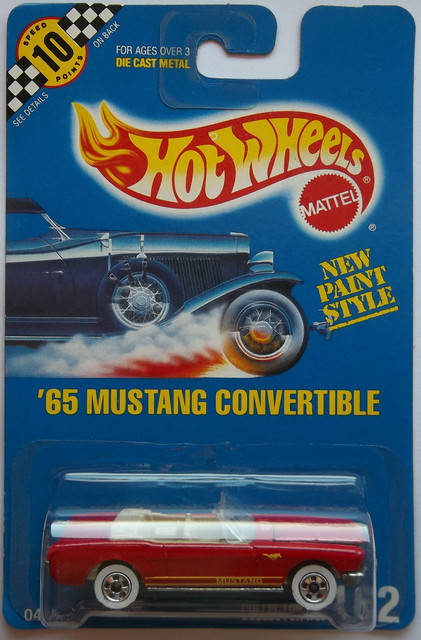 SPEED
10
POINTS
SEE DETAILS
ON BACK
FOR AGES OVER 3
DIE CAST METAL
HOT WHEELS
®
MATTEL
®
NEW
PAINT
STYLE
'65 MUSTANG CONVERTIBLE
MUSTANG
04